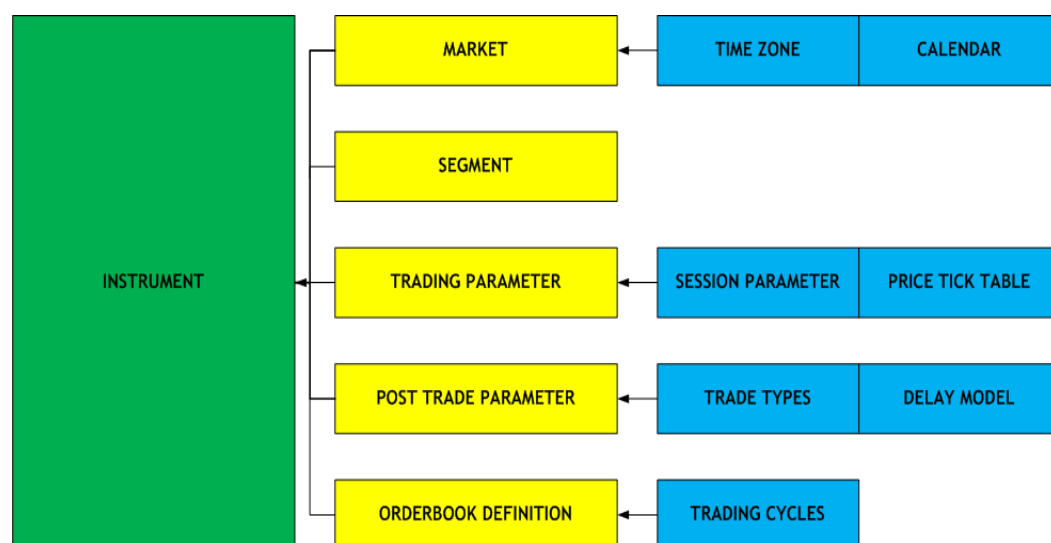 MARKET
TIME ZONE
CALENDAR
SEGMENT
INSTRUMENT
TRADING PARAMETER
SESSION PARAMETER
PRICE TICK TABLE
POST TRADE PARAMETER
TRADE TYPES
DELAY MODEL
ORDERBOOK DEFINITION
TRADING CYCLES